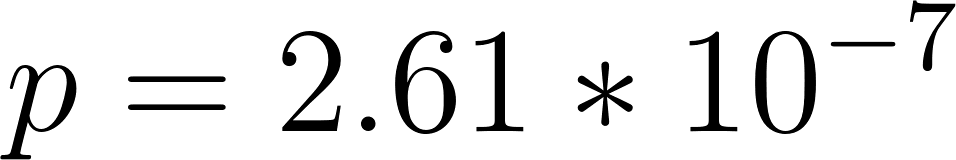 p = 2.61 * 10⁻⁷